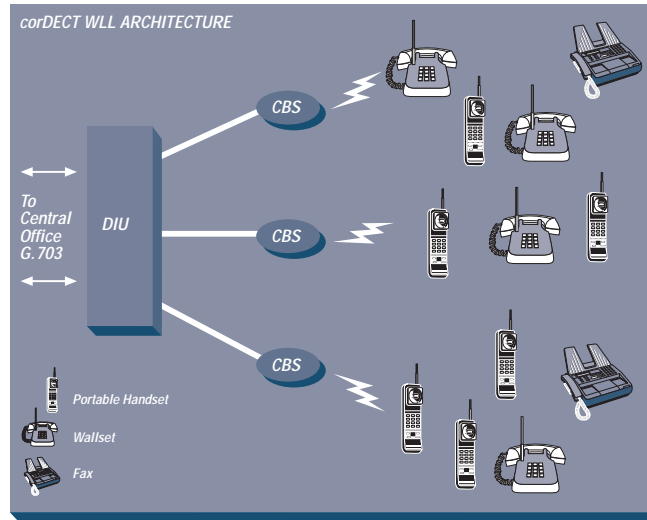 corDECT WLL ARCHITECTURE
CBS
To
Central
Office
G.703
DIU
CBS
CBS
Portable Handset
Wallset
Fax